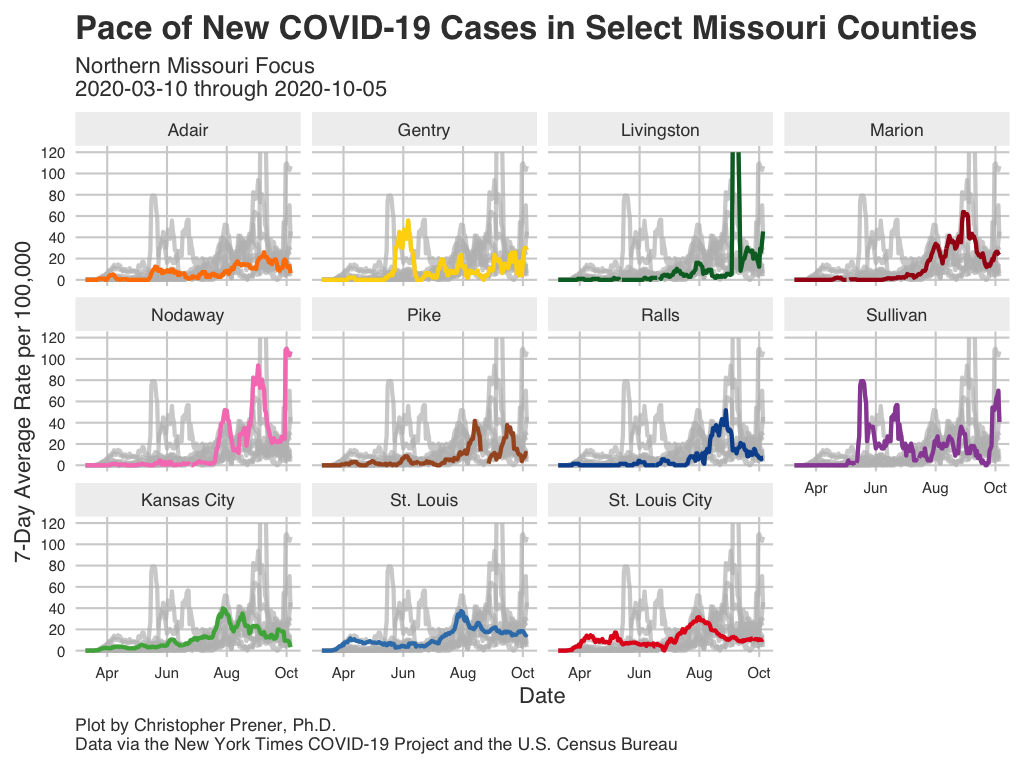 Pace of New COVID-19 Cases in Select Missouri Counties
Northern Missouri Focus
2020-03-10 through 2020-10-05
Adair
Gentry
Livingston
Marion
120
100
80
60
40
20
0
Nodaway
Pike
Ralls
Sullivan
120
100
80
60
40
20
0
Apr Jun Aug Oct
Kansas City
St. Louis
St. Louis City
120
100
80
60
40
20
0
Apr Jun Aug Oct
Apr Jun Aug Oct
Apr Jun Aug Oct
7-Day Average Rate per 100,000
Date
Plot by Christopher Prener, Ph.D.
Data via the New York Times COVID-19 Project and the U.S. Census Bureau